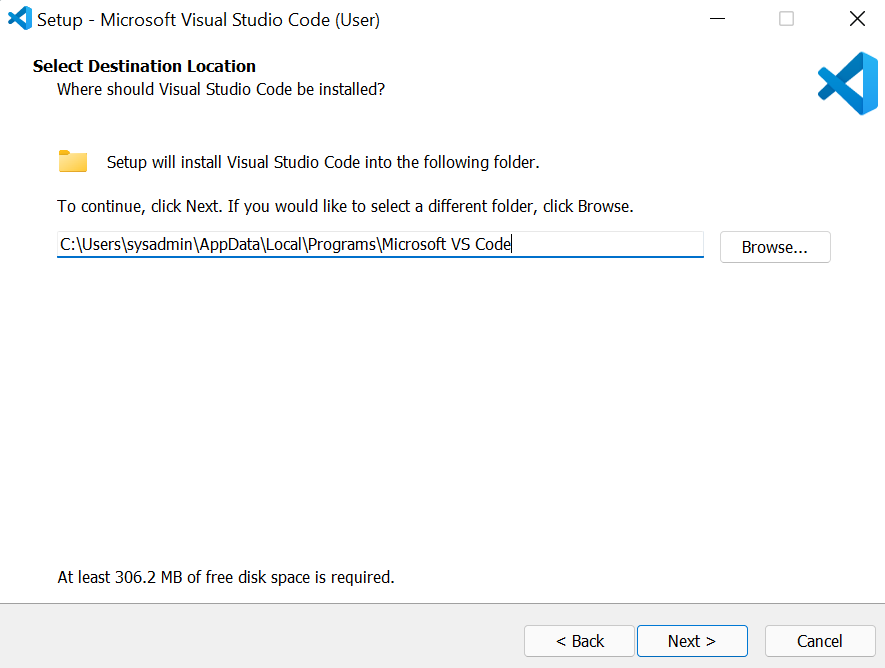 Setup - Microsoft Visual Studio Code (User)
Select Destination Location
Where should Visual Studio Code be installed?
Setup will install Visual Studio Code into the following folder.
To continue, click Next. If you would like to select a different folder, click Browse.
C:\Users\sysadmin\AppData\Local\Programs\Microsoft VS Code
Browse...
At least 306.2 MB of free disk space is required.
< Back
Next >
Cancel